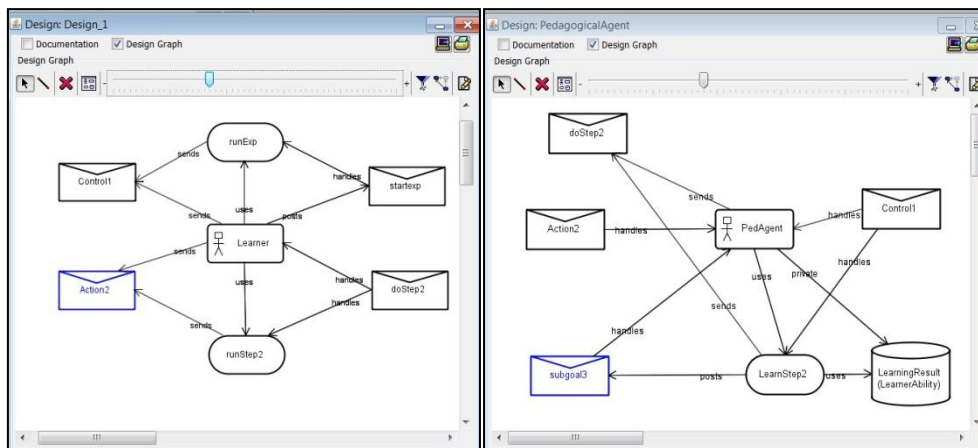 Design: Design_1
Documentation
Design Graph
Design Graph
-
+
runExp
sends
handles
Control1
startexp
sends
uses
posts
Learner
sends
uses
handles
Action2
doStep2
handles
sends
runStep2
Design: PedagogicalAgent
Documentation
Design Graph
Design Graph
-
+
doStep2
sends
Control1
Action2
handles
PedAgent
handles
uses
private
handles
sends
handles
subgoal3
posts
LearnStep2
uses
LearningResult
(LearnerAbility)